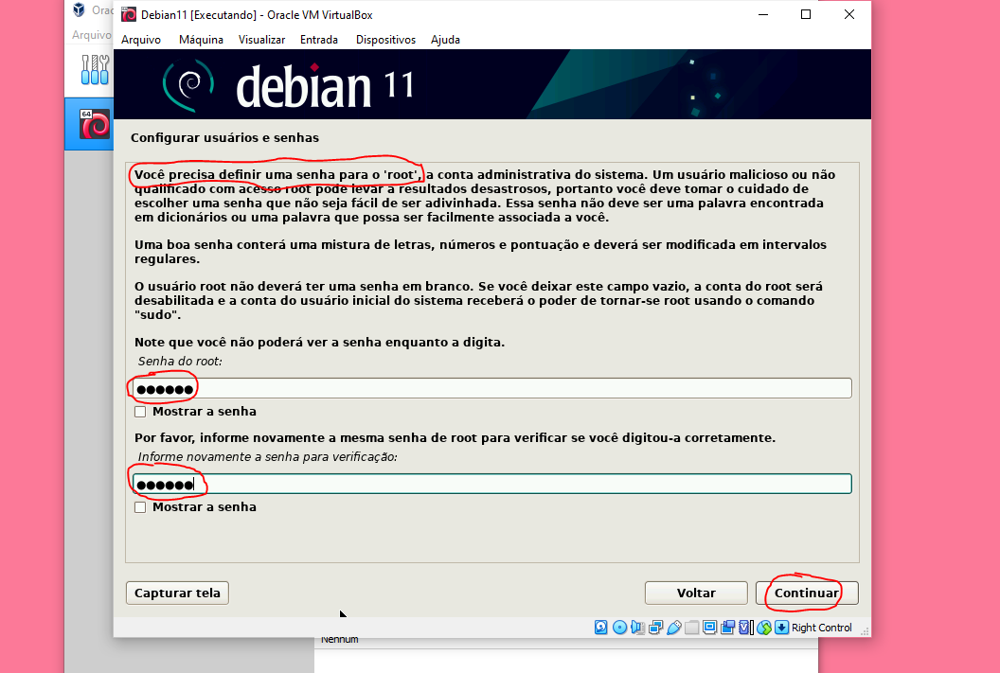 Orac
Debian11 [Executando] - Oracle VM VirtualBox
Arquivo
Arquivo Máquina Visualizar Entrada Dispositivos Ajuda
debian 11
64
Configurar usuários e senhas
Você precisa definir uma senha para o 'root', a conta administrativa do sistema. Um usuário malicioso ou não
qualificado com acesso root pode levar a resultados desastrosos, portanto você deve tomar o cuidado de
escolher uma senha que não seja fácil de ser adivinhada. Essa senha não deve ser uma palavra encontrada
em dicionários ou uma palavra que possa ser facilmente associada a você.
Uma boa senha conterá uma mistura de letras, números e pontuação e deverá ser modificada em intervalos
regulares.
O usuário root não deverá ter uma senha em branco. Se você deixar este campo vazio, a conta do root será
desabilitada e a conta do usuário inicial do sistema receberá o poder de tornar-se root usando o comando
"sudo".
Note que você não poderá ver a senha enquanto a digita.
Senha do root:
●●●●●●
Mostrar a senha
Por favor, informe novamente a mesma senha de root para verificar se você digitou-a corretamente.
Informe novamente a senha para verificação:
●●●●●●
Mostrar a senha
Capturar tela Voltar Continuar
Right Control
Nenhum